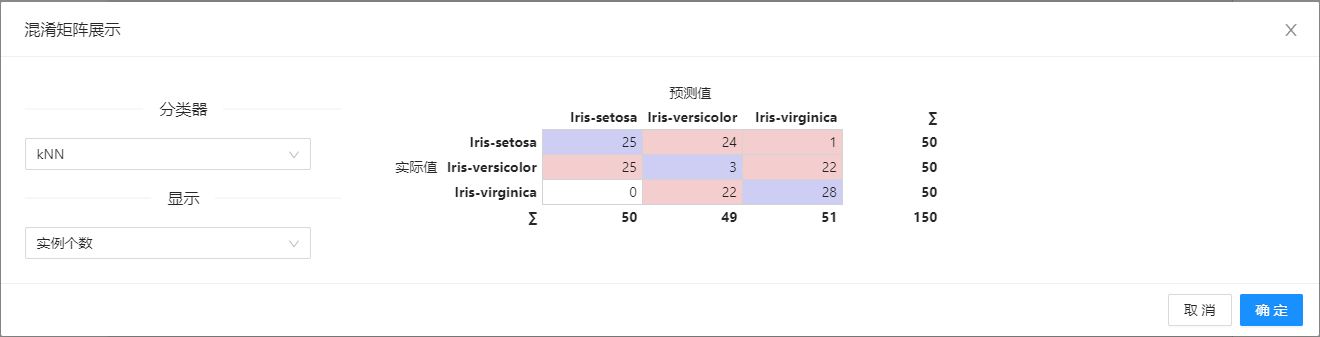 混淆矩阵展示
分类器
kNN
显示
实例个数
预测值
Iris-setosa Iris-versicolor Iris-virginica ∑
Iris-setosa 25 24 1 50
实际值 Iris-versicolor 25 3 22 50
Iris-virginica 0 22 28 50
∑ 50 49 51 150
取 消 确 定